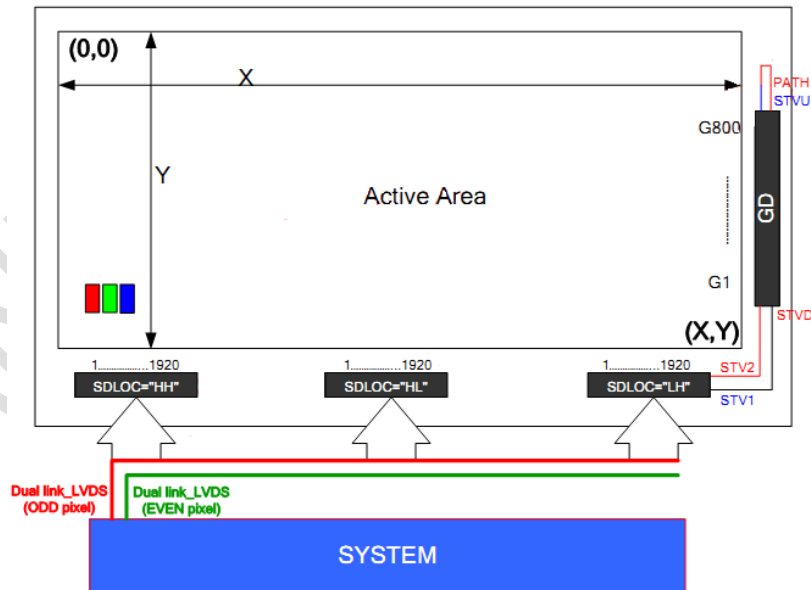 (0,0)
X
PATH
STVU
G800
Y
Active Area
GD
G1
STVD
(X,Y)
1................1920
1................1920
1................1920
STV2
SDLOC="HH"
SDLOC="HL"
SDLOC="LH"
STV1
Dual link_LVDS
(ODD pixel)
Dual link_LVDS
(EVEN pixel)
SYSTEM